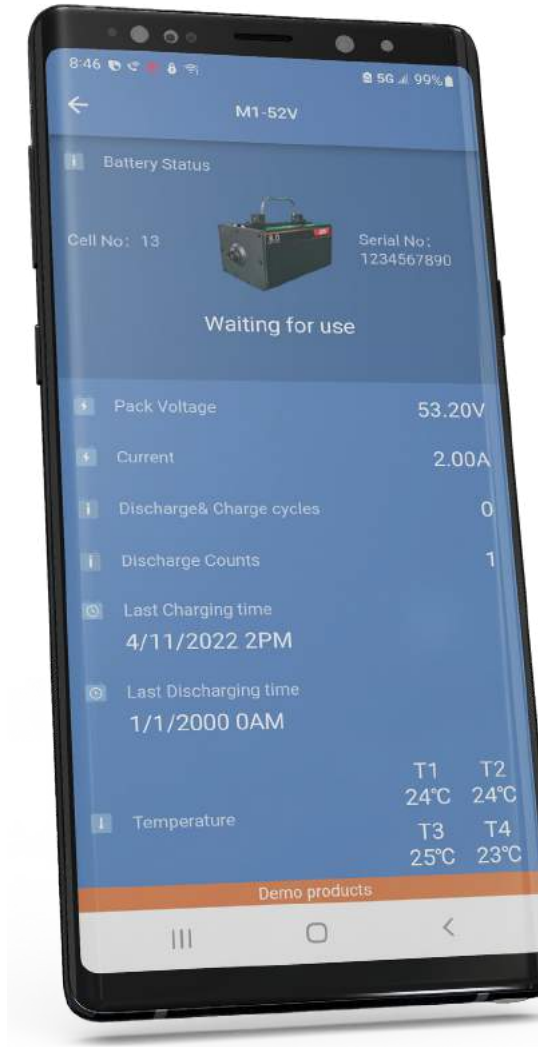 8:46
5G 99%
M1-52V
Battery Status
Cell No: 13
8.0
Serial No:
1234567890
Waiting for use
Pack Voltage 53.20V
Current 2.00A
Discharge& Charge cycles 0
Discharge Counts 1
Last Charging time
4/11/2022 2PM
Last Discharging time
1/1/2000 0AM
T1 T2
24℃ 24℃
Temperature
T3 T4
25℃ 23℃
Demo products